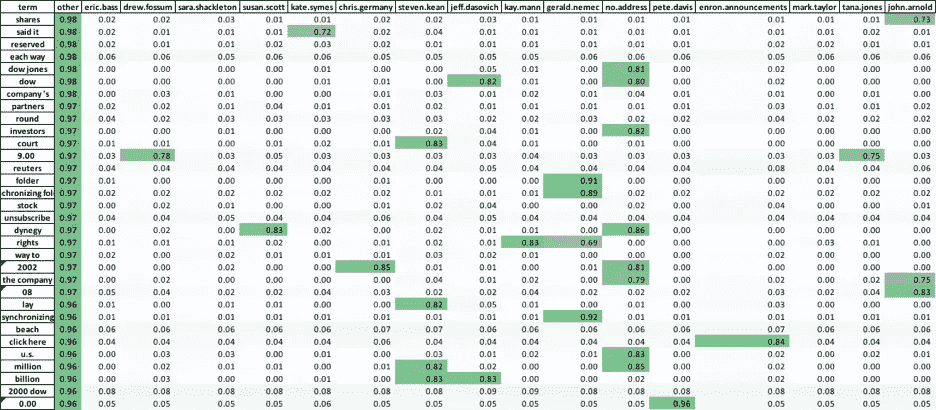 term other eric.bass drew.fossum sara.shackleton susan.scott kate.symes chris.germany steven.kean jeff.dasovich kay.mann gerald.nemec no.address pete.davis enron.announcements mark.taylor tana.jones john.arnold
shares 0.98 0.02 0.02 0.03 0.01 0.02 0.02 0.02 0.03 0.01 0.01 0.01 0.01 0.03 0.01 0.01 0.73
said it 0.98 0.01 0.01 0.01 0.01 0.72 0.02 0.04 0.01 0.01 0.01 0.01 0.01 0.02 0.01 0.01 0.01
reserved 0.98 0.02 0.01 0.01 0.02 0.03 0.02 0.02 0.01 0.01 0.01 0.01 0.01 0.02 0.01 0.01 0.02
each way 0.98 0.06 0.06 0.05 0.06 0.06 0.05 0.05 0.05 0.05 0.06 0.06 0.06 0.05 0.06 0.06 0.06
dow jones 0.98 0.00 0.01 0.00 0.01 0.00 0.00 0.00 0.05 0.01 0.00 0.81 0.00 0.02 0.00 0.00 0.00
dow 0.98 0.00 0.01 0.00 0.01 0.00 0.00 0.01 0.82 0.01 0.00 0.80 0.00 0.02 0.00 0.00 0.00
company's 0.98 0.00 0.03 0.01 0.00 0.00 0.01 0.03 0.02 0.01 0.04 0.01 0.00 0.03 0.01 0.00 0.02
partners 0.97 0.02 0.02 0.01 0.04 0.01 0.01 0.02 0.01 0.01 0.01 0.01 0.01 0.03 0.01 0.01 0.02
round 0.97 0.04 0.02 0.03 0.03 0.03 0.03 0.03 0.02 0.02 0.03 0.02 0.02 0.04 0.02 0.02 0.02
investors 0.97 0.00 0.00 0.01 0.01 0.00 0.00 0.02 0.04 0.01 0.00 0.82 0.00 0.01 0.00 0.00 0.00
court 0.97 0.01 0.01 0.00 0.01 0.02 0.01 0.83 0.01 0.00 0.01 0.01 0.00 0.03 0.01 0.01 0.01
9.00 0.97 0.03 0.78 0.03 0.05 0.03 0.03 0.03 0.04 0.04 0.03 0.03 0.03 0.03 0.03 0.75 0.03
reuters 0.97 0.04 0.04 0.04 0.04 0.05 0.04 0.05 0.05 0.04 0.04 0.01 0.04 0.08 0.04 0.04 0.06
folder 0.97 0.01 0.02 0.02 0.01 0.02 0.00 0.01 0.00 0.00 0.91 0.00 0.00 0.00 0.01 0.02 0.01
chronizing fol 0.97 0.02 0.02 0.02 0.02 0.02 0.01 0.01 0.01 0.01 0.89 0.02 0.02 0.01 0.02 0.02 0.02
stock 0.97 0.00 0.02 0.01 0.01 0.00 0.00 0.02 0.04 0.01 0.00 0.02 0.00 0.04 0.00 0.00 0.04
unsubscribe 0.97 0.04 0.04 0.05 0.04 0.04 0.06 0.04 0.05 0.04 0.04 0.05 0.04 0.05 0.04 0.04 0.04
dynegy 0.97 0.00 0.02 0.00 0.83 0.00 0.00 0.02 0.01 0.01 0.02 0.86 0.00 0.01 0.00 0.00 0.00
rights 0.97 0.01 0.01 0.01 0.02 0.02 0.00 0.01 0.01 0.83 0.69 0.00 0.00 0.00 0.03 0.01 0.00
way to 0.97 0.02 0.00 0.00 0.01 0.00 0.01 0.02 0.03 0.01 0.01 0.00 0.00 0.02 0.00 0.00 0.02
2002 0.97 0.00 0.01 0.00 0.00 0.00 0.85 0.00 0.01 0.00 0.01 0.81 0.00 0.02 0.00 0.00 0.00
the company 0.97 0.00 0.02 0.00 0.01 0.00 0.00 0.04 0.02 0.00 0.02 0.79 0.00 0.04 0.00 0.00 0.75
08 0.97 0.05 0.04 0.02 0.02 0.04 0.03 0.02 0.02 0.04 0.02 0.02 0.02 0.03 0.02 0.04 0.83
lay 0.96 0.01 0.00 0.00 0.01 0.00 0.00 0.82 0.01 0.01 0.00 0.01 0.00 0.03 0.00 0.00 0.00
synchronizing 0.96 0.01 0.01 0.01 0.01 0.02 0.00 0.01 0.00 0.00 0.92 0.01 0.01 0.00 0.01 0.01 0.01
beach 0.96 0.06 0.06 0.06 0.06 0.06 0.07 0.07 0.06 0.06 0.06 0.06 0.06 0.07 0.06 0.06 0.06
click here 0.96 0.04 0.04 0.04 0.04 0.06 0.05 0.04 0.04 0.04 0.04 0.04 0.04 0.84 0.04 0.04 0.04
u.s. 0.96 0.00 0.03 0.03 0.00 0.01 0.00 0.04 0.03 0.00 0.01 0.83 0.00 0.03 0.01 0.00 0.01
million 0.96 0.00 0.02 0.01 0.01 0.00 0.01 0.82 0.03 0.00 0.01 0.85 0.00 0.02 0.00 0.00 0.02
billion 0.96 0.00 0.03 0.00 0.00 0.00 0.01 0.83 0.83 0.00 0.00 0.02 0.00 0.02 0.00 0.00 0.00
2000 dow 0.96 0.08 0.08 0.08 0.08 0.08 0.08 0.08 0.09 0.09 0.08 0.08 0.08 0.08 0.08 0.08 0.08
0.00 0.96 0.05 0.05 0.05 0.05 0.06 0.05 0.05 0.05 0.05 0.05 0.05 0.96 0.05 0.05 0.05 0.05